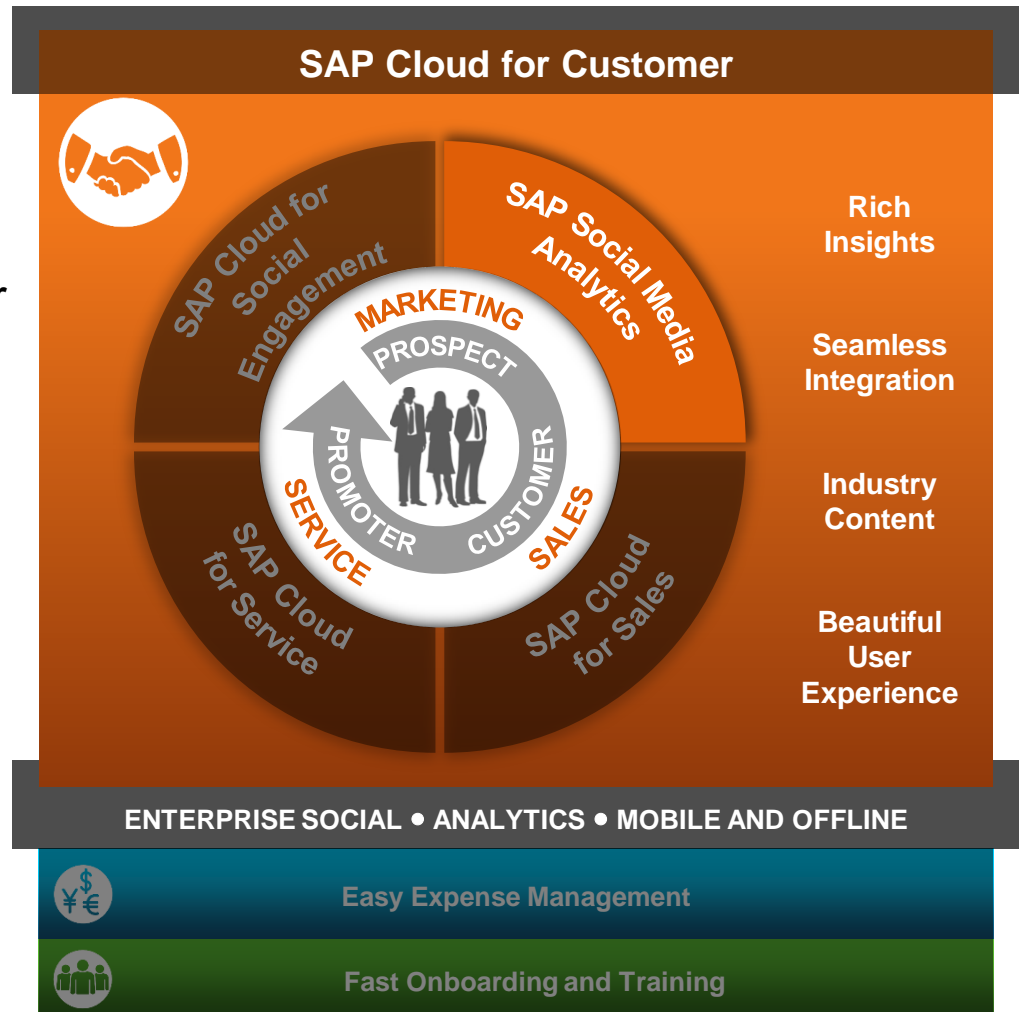 SAP Cloud for Customer
SAP Cloud for
Social
Engagement
SAP Social Media
Analytics
Rich
Insights
Seamless
Integration
Industry
Content
Beautiful
User
Experience
MARKETING
PROSPECT
CUSTOMER
PROMOTER
SALES
SERVICE
SAP Cloud
for Service
SAP Cloud
for Sales
ENTERPRISE SOCIAL • ANALYTICS • MOBILE AND OFFLINE
¥ $ €
Easy Expense Management
Fast Onboarding and Training